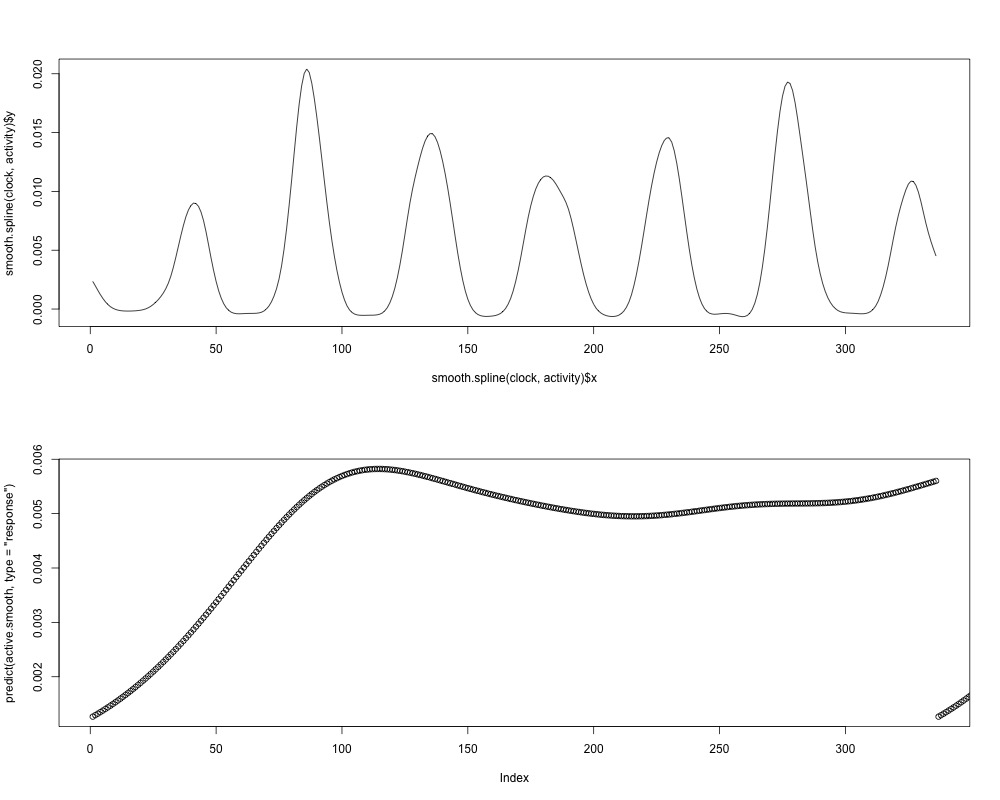 smooth.spline(clock, activity)$y
0.020
0.015
0.010
0.005
0.000
0 50 100 150 200 250 300
smooth.spline(clock, activity)$x
predict(active.smooth, type = "response")
0.006
0.005
0.004
0.003
0.002
0 50 100 150 200 250 300
Index